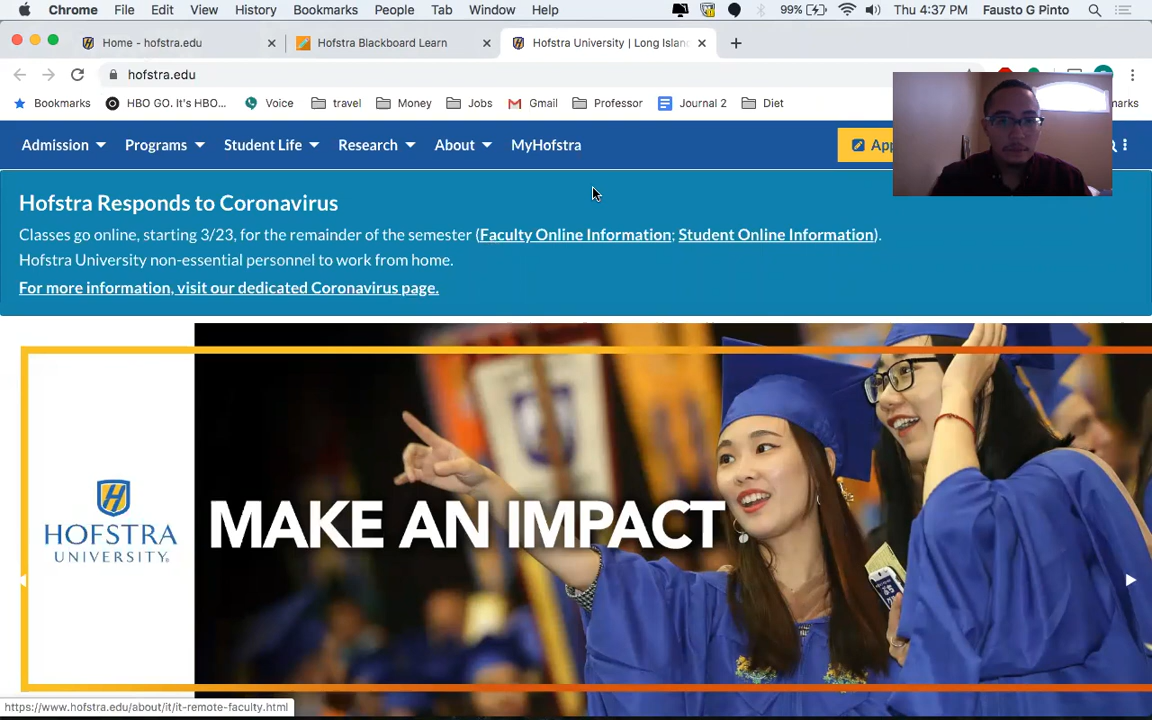 Chrome File Edit View History Bookmarks People Tab Window Help 99% Thu 4:37 PM Fausto G Pinto
Home - hofstra.edu Hofstra Blackboard Learn Hofstra University | Long Islan
hofstra.edu
Bookmarks HBO GO. It's HBO... Voice travel Money Jobs Gmail Professor Journal 2 Diet marks
Admission Programs Student Life Research About MyHofstra App
Hofstra Responds to Coronavirus
Classes go online, starting 3/23, for the remainder of the semester (Faculty Online Information; Student Online Information).
Hofstra University non-essential personnel to work from home.
For more information, visit our dedicated Coronavirus page.
MAKE AN IMPACT
H
HOFSTRA
UNIVERSITY®
https://www.hofstra.edu/about/it/it-remote-faculty.html